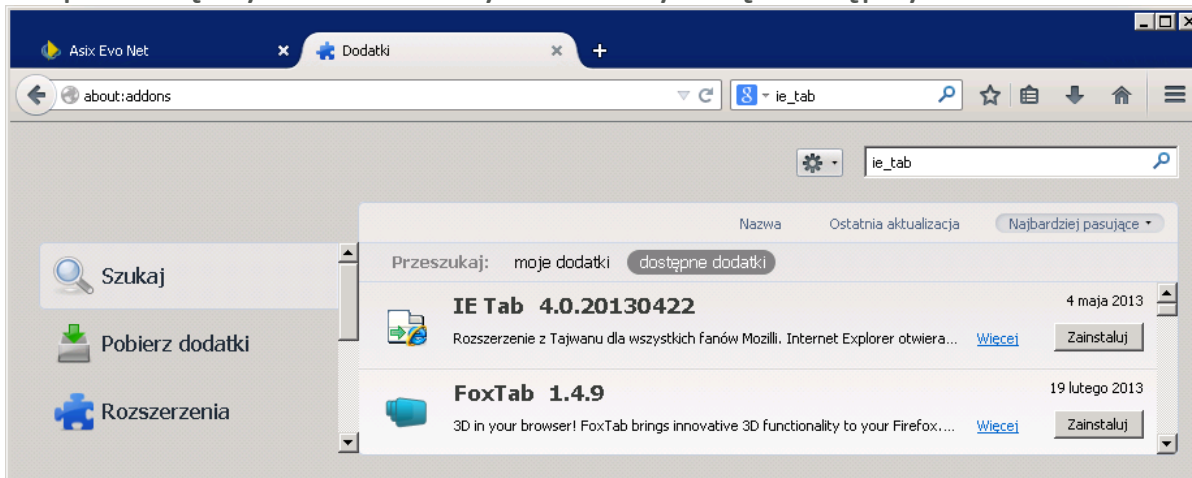 Asix Evo Net
Dodatki
about:addons
ie_tab
ie_tab
Nazwa Ostatnia aktualizacja Najbardziej pasujące
Szukaj
Pobierz dodatki
Rozszerzenia
Przeszukaj: moje dodatki dostępne dodatki
IE Tab 4.0.20130422 4 maja 2013
Rozszerzenie z Tajwanu dla wszystkich fanów Mozilli. Internet Explorer otwiera... Więcej Zainstaluj
FoxTab 1.4.9 19 lutego 2013
3D in your browser! FoxTab brings innovative 3D functionality to your Firefox.... Więcej Zainstaluj